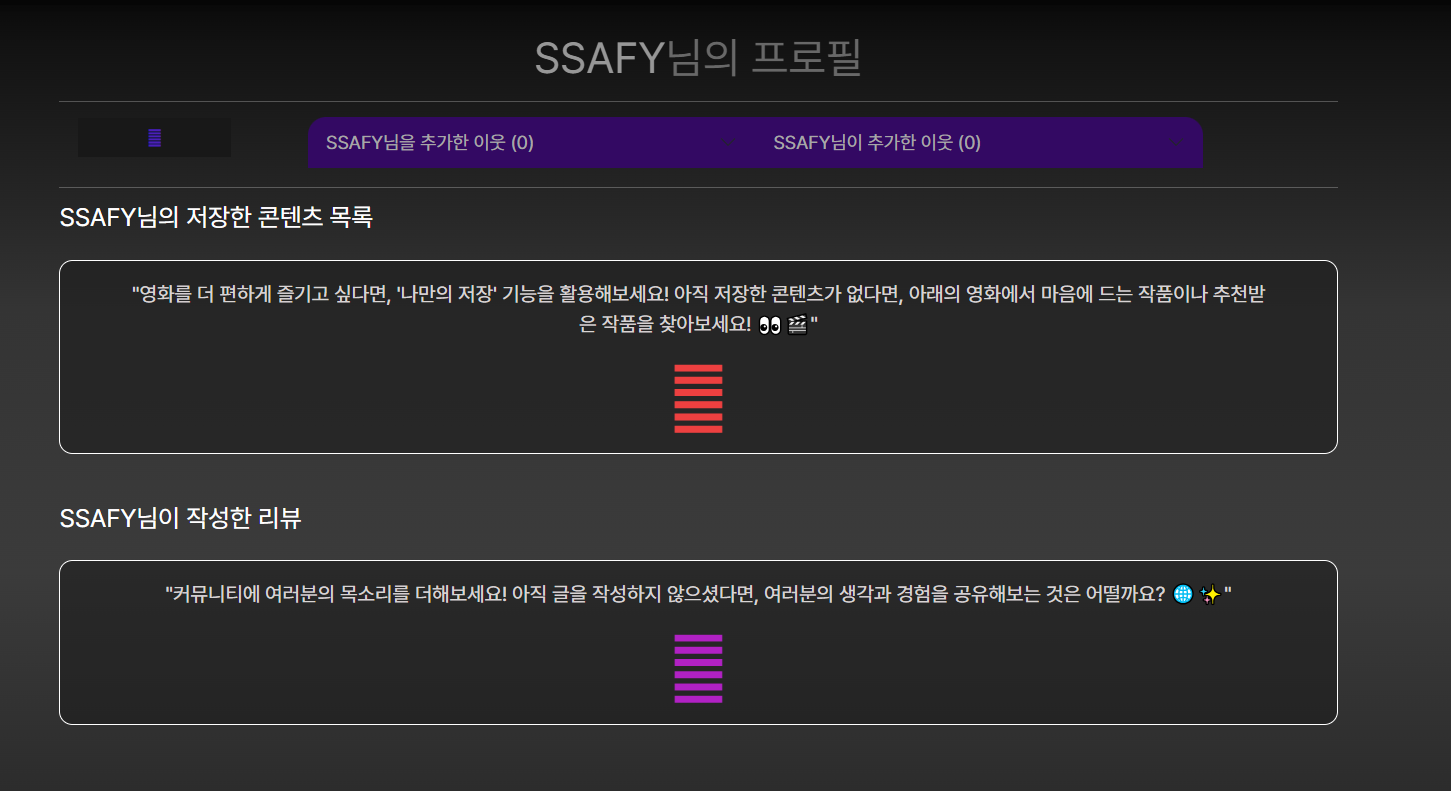 SSAFY님의 프로필
SSAFY님을 추가한 이웃 (0)
SSAFY님이 추가한 이웃 (0)
SSAFY님의 저장한 콘텐츠 목록
"영화를 더 편하게 즐기고 싶다면, '나만의 저장' 기능을 활용해보세요! 아직 저장한 콘텐츠가 없다면, 아래의 영화에서 마음에 드는 작품이나 추천받
은 작품을 찾아보세요! 👀 🎬"
SSAFY님이 작성한 리뷰
"커뮤니티에 여러분의 목소리를 더해보세요! 아직 글을 작성하지 않으셨다면, 여러분의 생각과 경험을 공유해보는 것은 어떨까요? 🌐 ✨"